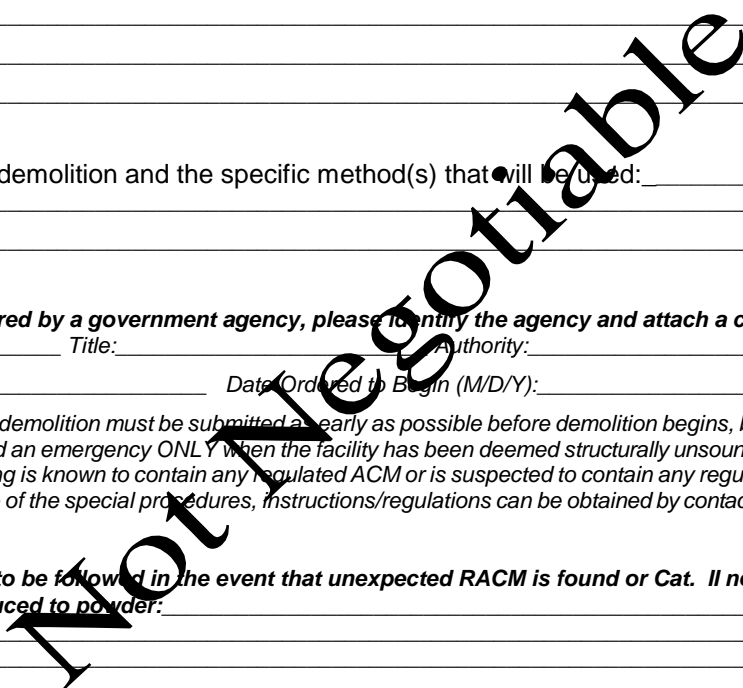 demolition and the specific method(s) that will be used:
red by a government agency, please identify the agency and attach a c
Title: Authority:
Date Ordered to Begin (M/D/Y):
demolition must be submitted as early as possible before demolition begins, b
d an emergency ONLY when the facility has been deemed structurally unsoun
ng is known to contain any regulated ACM or is suspected to contain any regu
e of the special procedures, instructions/regulations can be obtained by contac
to be followed in the event that unexpected RACM is found or Cat. II no
uced to powder:
Not Negotiable